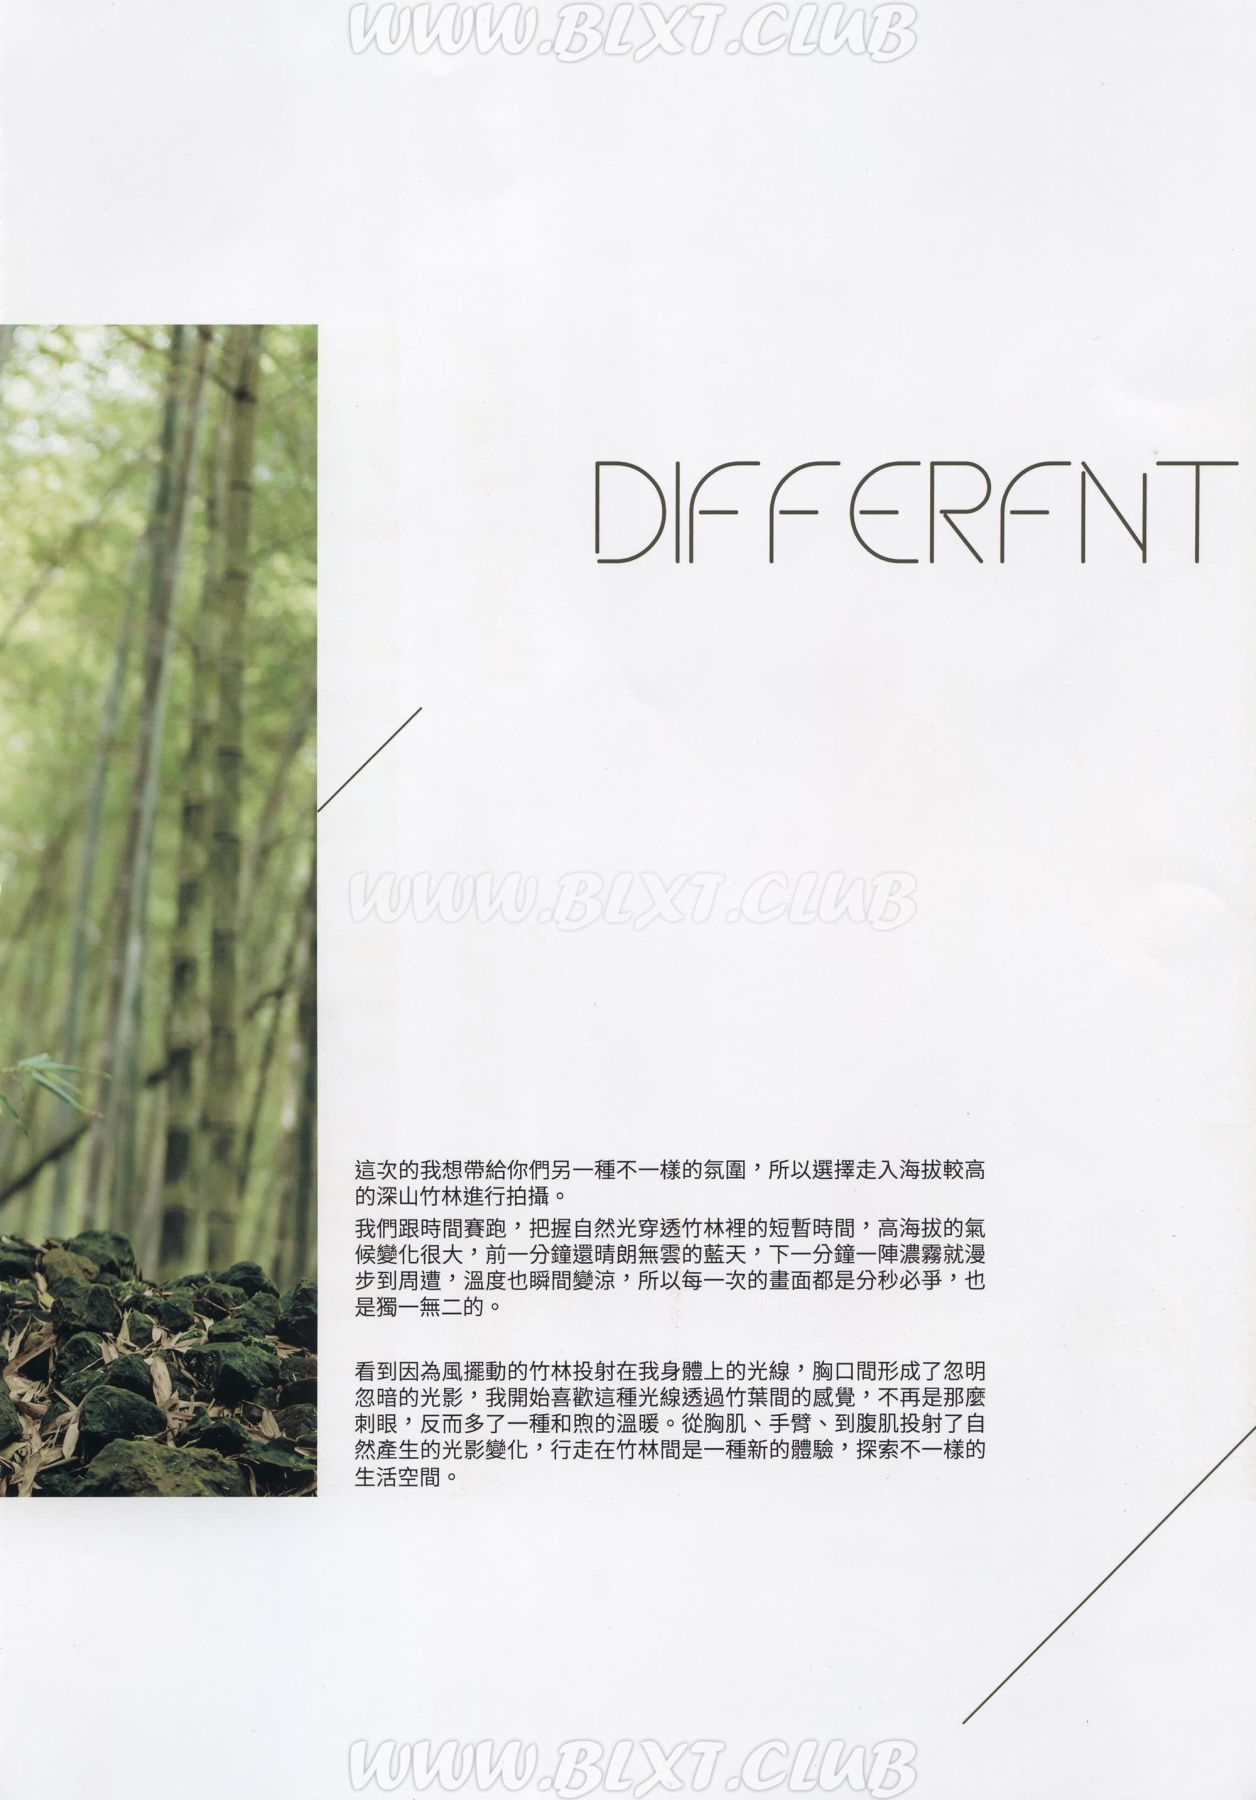 WWW.BLXT.CLUB
DIFFERFNT
WWW.BLXT.CLUB
這次的我想帶給你們另一種不一樣的氛圍，所以選擇走入海拔較高
的深山竹林進行拍攝。
我們跟時間賽跑，把握自然光穿透竹林裡的短暫時間，高海拔的氣
候變化很大，前一分鐘還晴朗無雲的藍天，下一分鐘一陣濃霧就漫
步到周遭，溫度也瞬間變涼，所以每一次的畫面都是分秒必爭，也
是獨一無二的。
看到因為風擺動的竹林投射在我身體上的光線，胸口間形成了忽明
忽暗的光影，我開始喜歡這種光線透過竹葉間的感覺，不再是那麼
刺眼，反而多了一種和煦的溫暖。從胸肌、手臂、到腹肌投射了自
然產生的光影變化，行走在竹林間是一種新的體驗，探索不一樣的
生活空間。
WWW.BLXT.CLUB